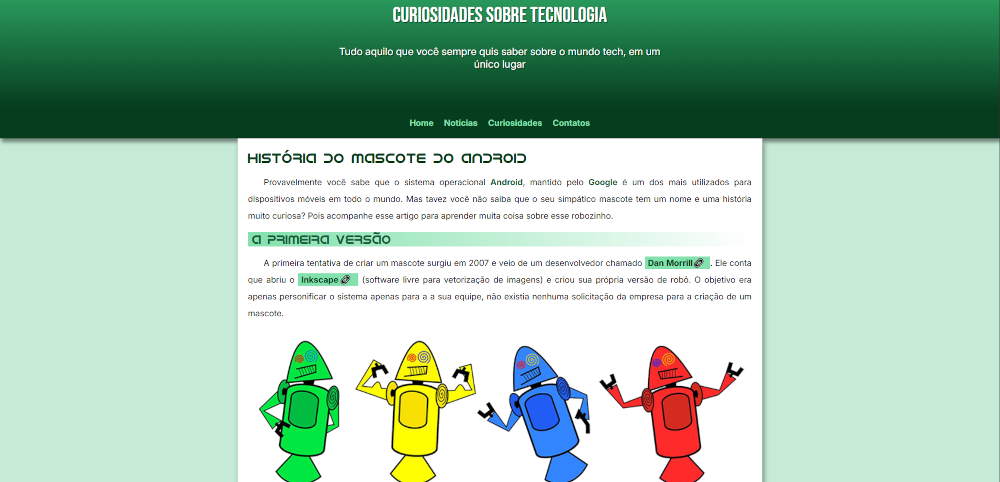 CURIOSIDADES SOBRE TECNOLOGIA
Tudo aquilo que você sempre quis saber sobre o mundo tech, em um
único lugar
Home Notícias Curiosidades Contatos
História do Mascote do Android
Provavelmente você sabe que o sistema operacional Android, mantido pelo Google é um dos mais utilizados para
dispositivos móveis em todo o mundo. Mas tavez você não saiba que o seu simpático mascote tem um nome e uma história
muito curiosa? Pois acompanhe esse artigo para aprender muita coisa sobre esse robozinho.
A primeira versão
A primeira tentativa de criar um mascote surgiu em 2007 e veio de um desenvolvedor chamado Dan Morrill. Ele conta
que abriu o Inkscape (software livre para vetorização de imagens) e criou sua própria versão de robô. O objetivo era
apenas personificar o sistema apenas para a a sua equipe, não existia nenhuma solicitação da empresa para a criação de um
mascote.